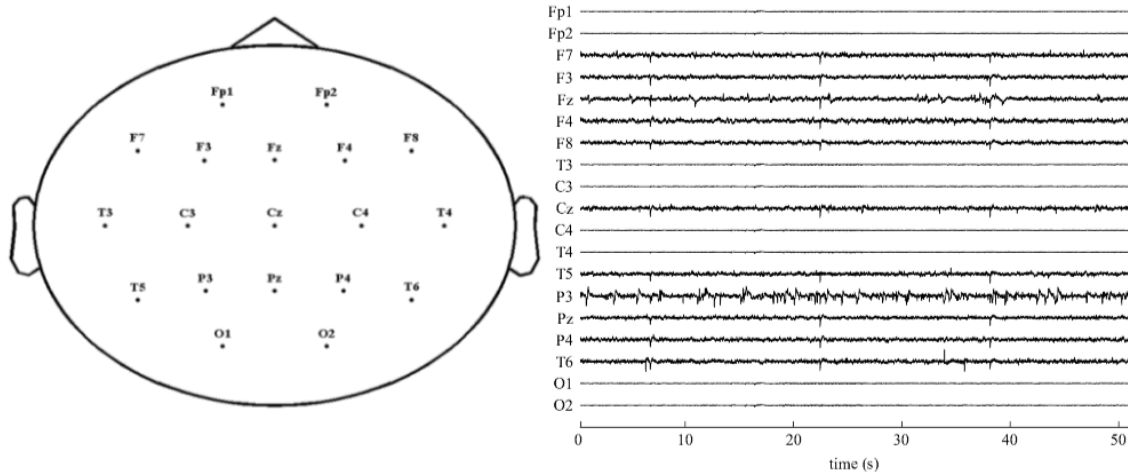 Fp1 Fp2
F7 F3 Fz F4 F8
T3 C3 Cz C4 T4
T5 P3 Pz P4 T6
O1 O2
Fp1
Fp2
F7
F3
Fz
F4
F8
T3
C3
Cz
C4
T4
T5
P3
Pz
P4
T6
O1
O2
0 10 20 30 40 50
time (s)